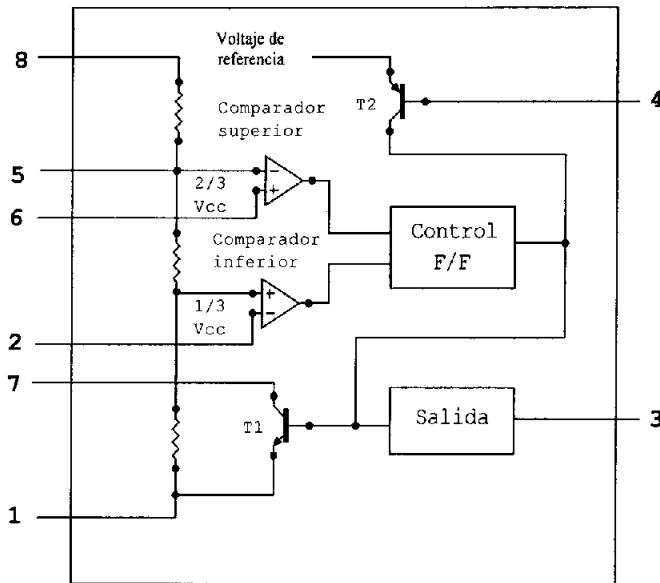 8
Voltaje de
referencia
T2
4
Comparador
superior
5
-
2/3
+
6
Vcc
Control
F/F
Comparador
inferior
+
1/3
-
Vcc
2
7
T1
Salida
3
1